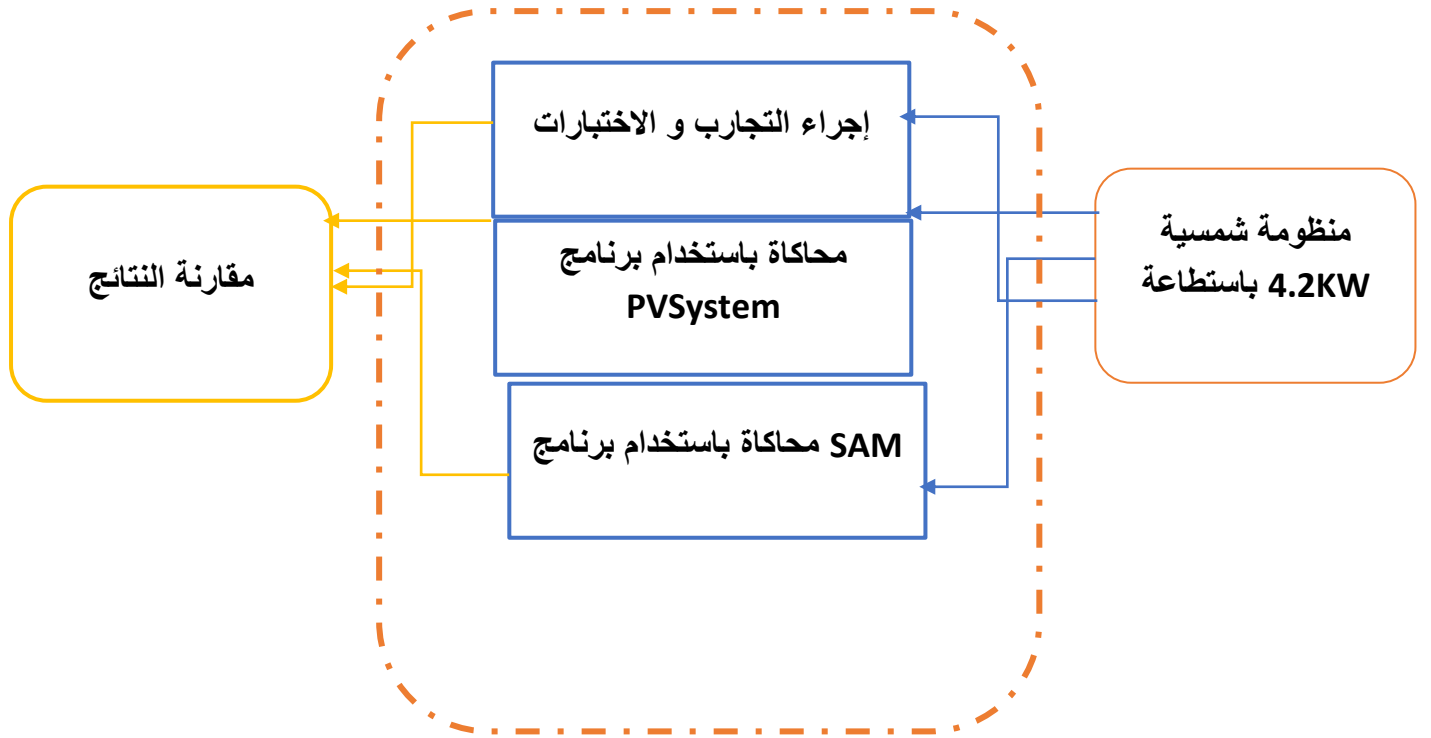 منظومة شمسية
باستطاعة 4.2KW
إجراء التجارب و الاختبارات
محاكاة باستخدام برنامج
PVSystem
محاكاة باستخدام برنامج SAM
مقارنة النتائج